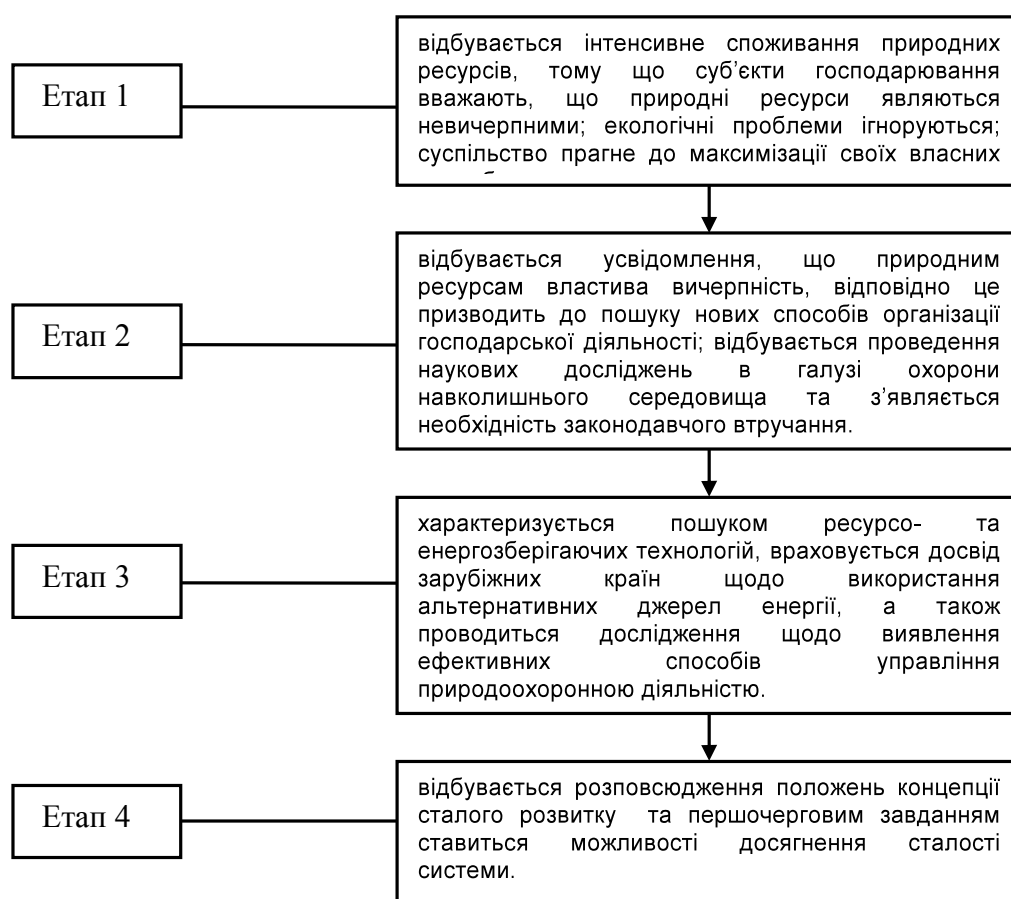 Етап 1
відбувається інтенсивне споживання природних
ресурсів, тому що суб’єкти господарювання
вважають, що природні ресурси являються
невичерпними; екологічні проблеми ігноруються;
суспільство прагне до максимізації своїх власних
Етап 2
відбувається усвідомлення, що природним
ресурсам властива вичерпність, відповідно це
призводить до пошуку нових способів організації
господарської діяльності; відбувається проведення
наукових досліджень в галузі охорони
навколишнього середовища та з’являється
необхідність законодавчого втручання.
Етап 3
характеризується пошуком ресурсо- та
енергозберігаючих технологій, враховується досвід
зарубіжних країн щодо використання
альтернативних джерел енергії, а також
проводиться дослідження щодо виявлення
ефективних способів управління
природоохоронною діяльністю.
Етап 4
відбувається розповсюдження положень концепції
сталого розвитку та першочерговим завданням
ставиться можливості досягнення сталості
системи.